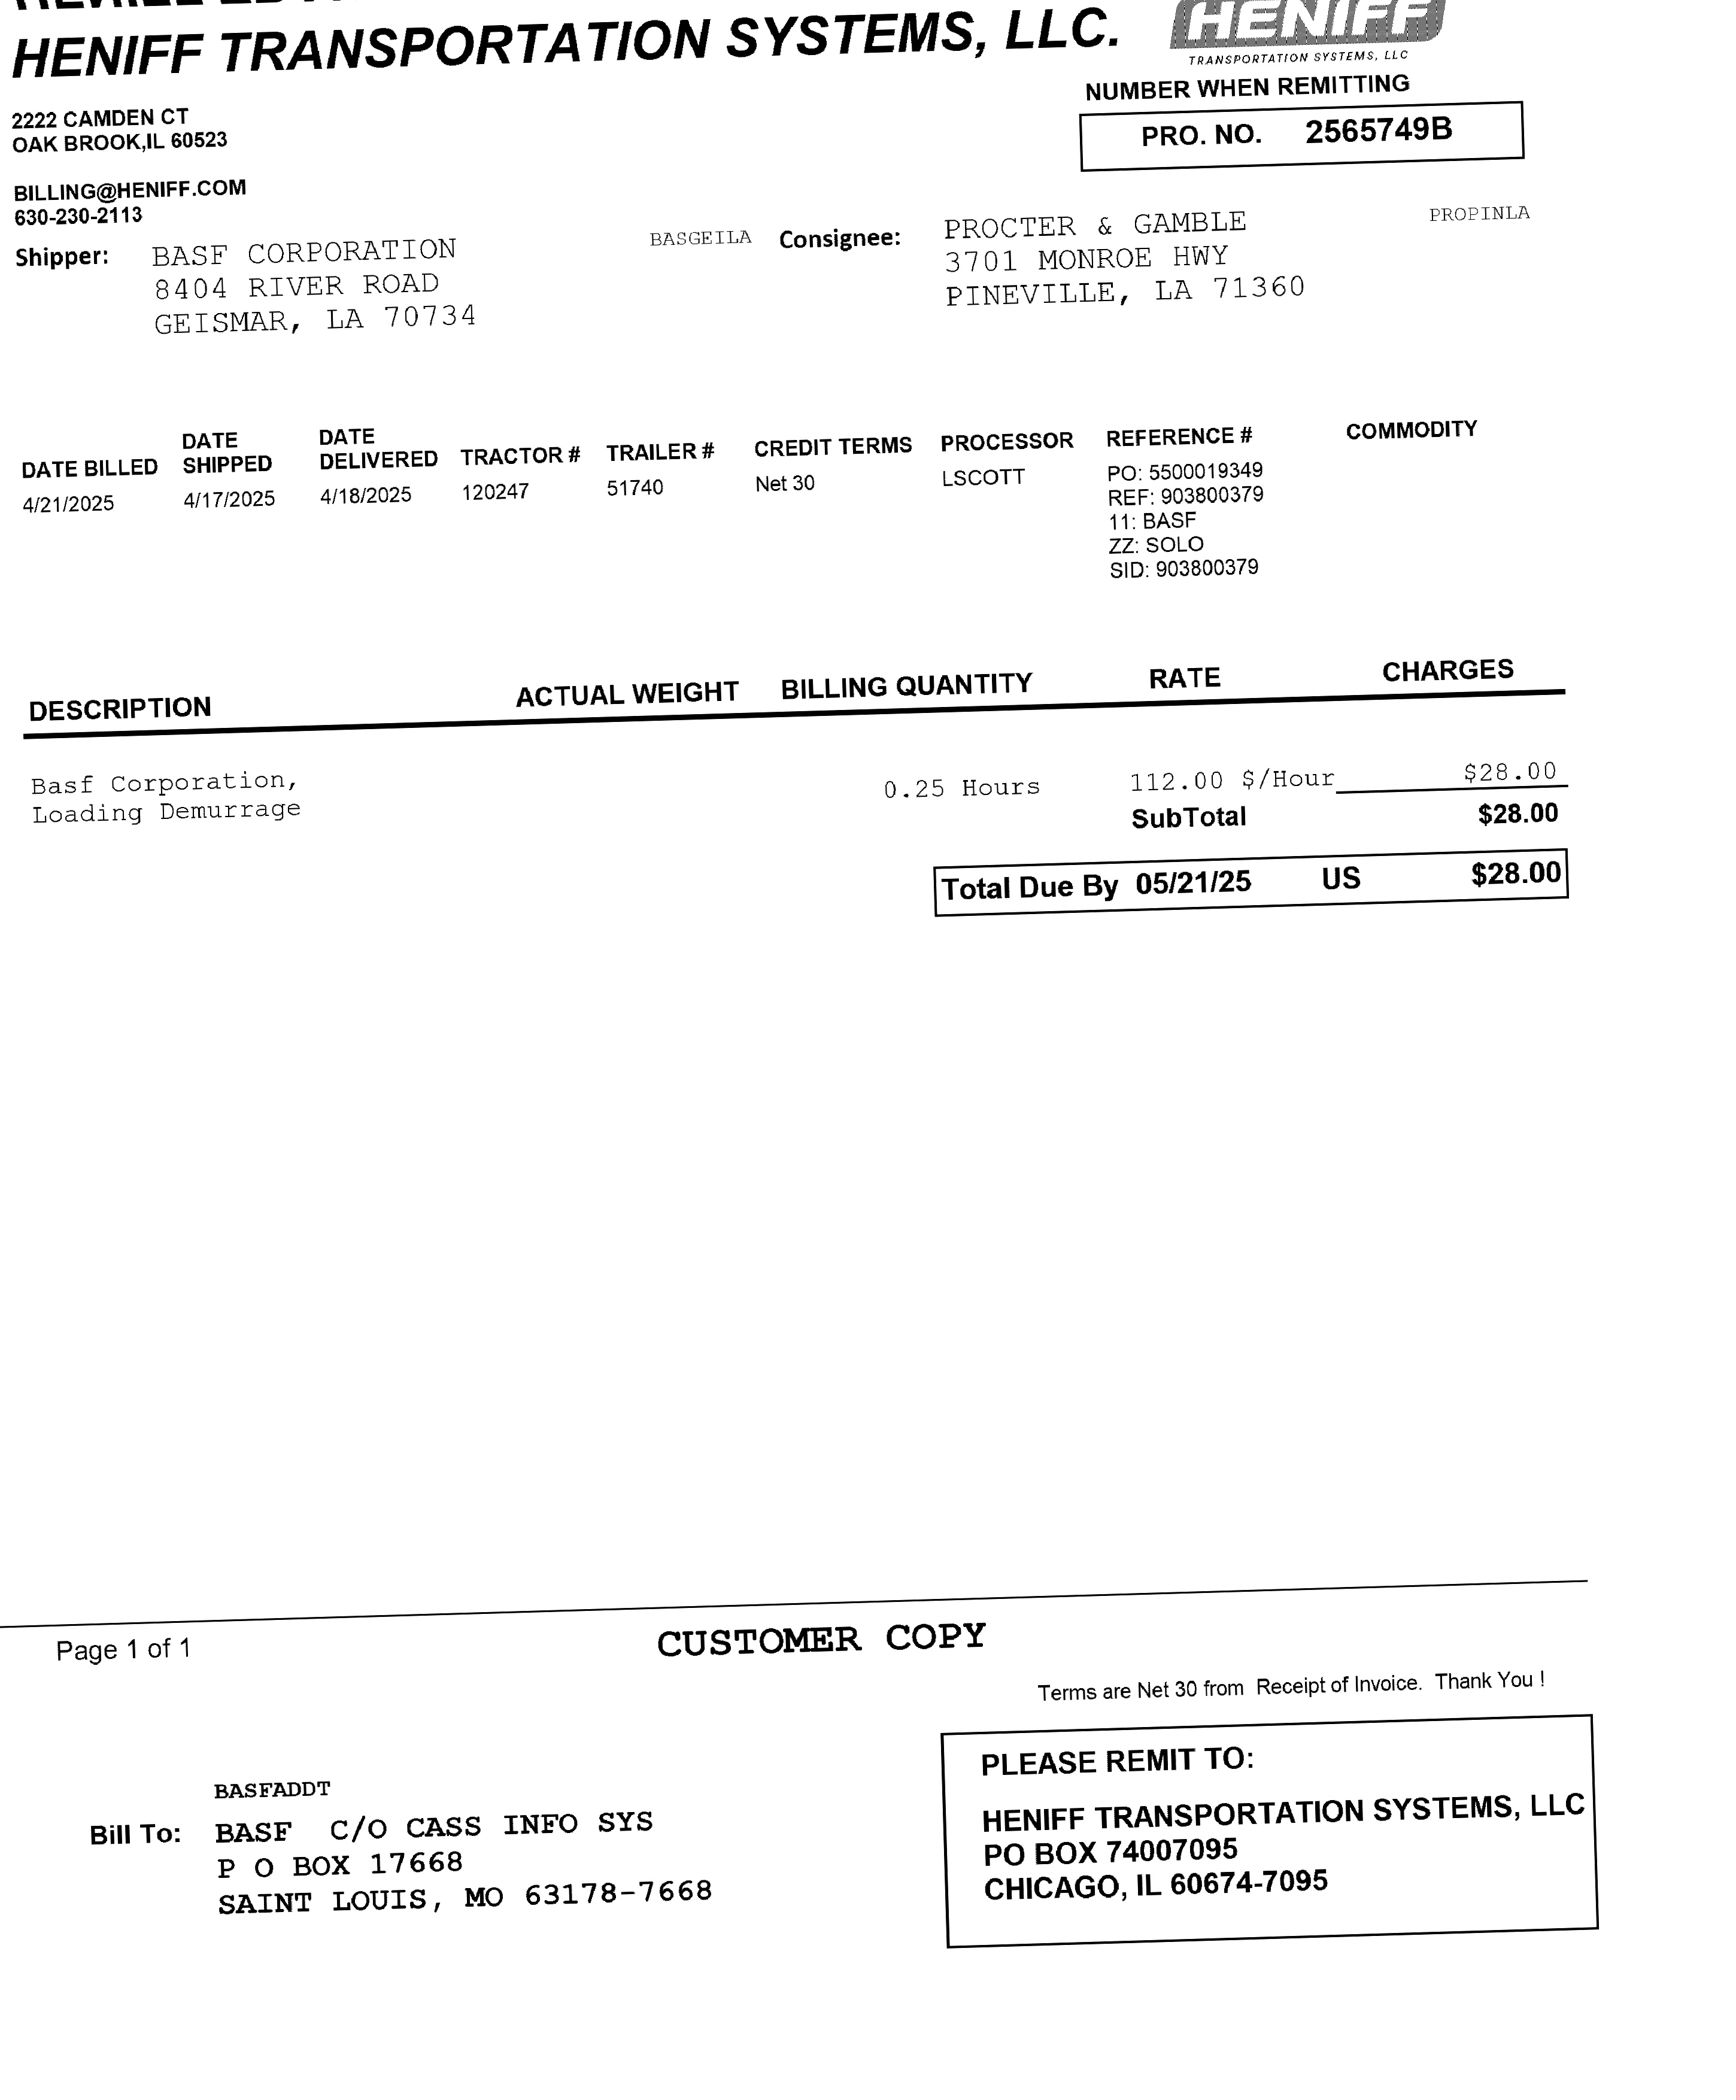 HENIFF TRANSPORTATION SYSTEMS, LLC.
HENIFF
TRANSPORTATION SYSTEMS, LLC
NUMBER WHEN REMITTING
PRO. NO. 2565749B
2222 CAMDEN CT
OAK BROOK,IL 60523
BILLING@HENIFF.COM
630-230-2113
Shipper: BASF CORPORATION BASGEILA
8404 RIVER ROAD
GEISMAR, LA 70734
Consignee: PROCTER & GAMBLE PROPINLA
3701 MONROE HWY
PINEVILLE, LA 71360
DATE BILLED DATE SHIPPED DATE DELIVERED TRACTOR # TRAILER # CREDIT TERMS PROCESSOR REFERENCE # COMMODITY
4/21/2025 4/17/2025 4/18/2025 120247 51740 Net 30 LSCOTT PO: 5500019349
REF: 903800379
11: BASF
ZZ: SOLO
SID: 903800379
DESCRIPTION ACTUAL WEIGHT BILLING QUANTITY RATE CHARGES
Basf Corporation, 0.25 Hours 112.00 $/Hour $28.00
Loading Demurrage
SubTotal $28.00
Total Due By 05/21/25 US $28.00
Page 1 of 1
CUSTOMER COPY
Terms are Net 30 from Receipt of Invoice. Thank You !
BASFADDT
Bill To: BASF C/O CASS INFO SYS
P O BOX 17668
SAINT LOUIS, MO 63178-7668
PLEASE REMIT TO:
HENIFF TRANSPORTATION SYSTEMS, LLC
PO BOX 74007095
CHICAGO, IL 60674-7095